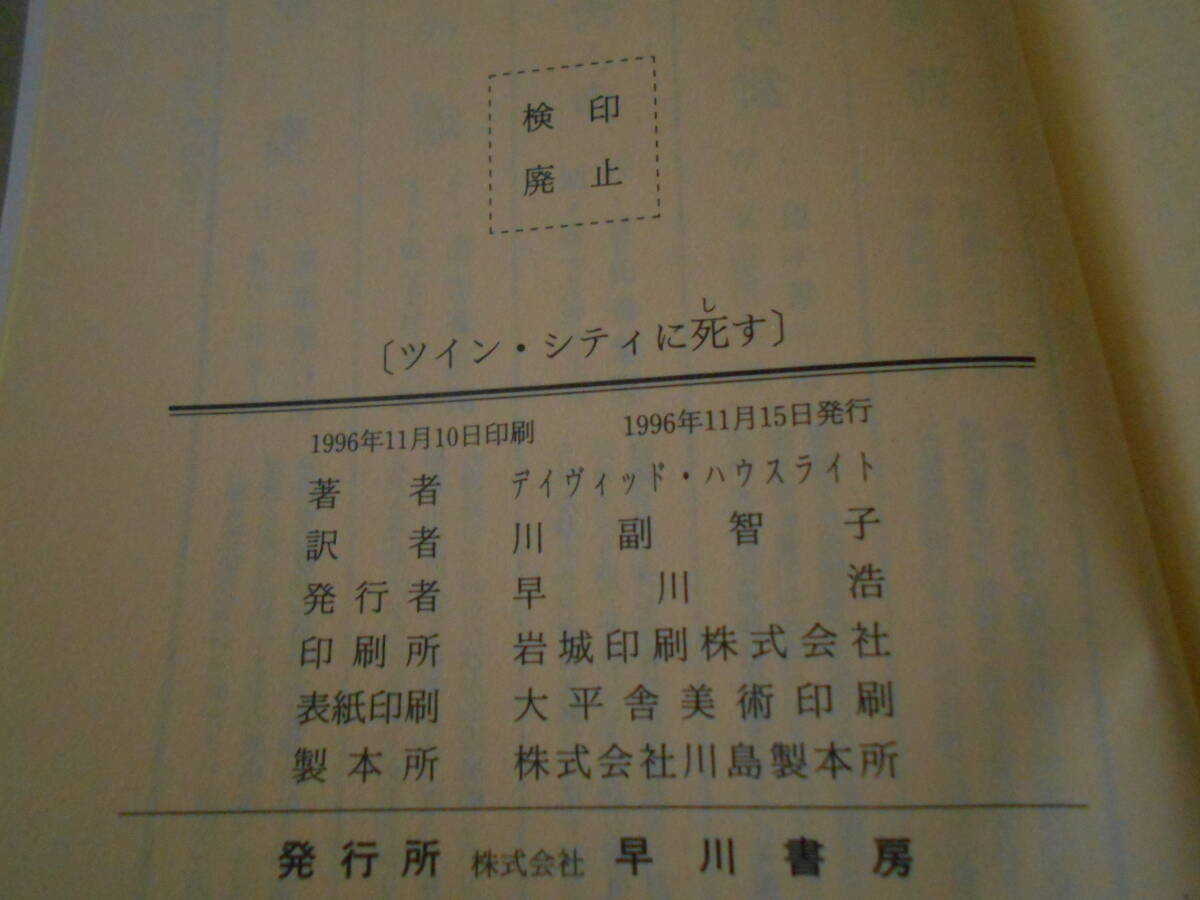 検印
廃止
し
〔ツイン・シティに死す〕
1996年11月10日印刷 1996年11月15日発行
著者 デイヴィッド・ハウスライト
訳者 川副智子
発行者 早川浩
印刷所 岩城印刷株式会社
表紙印刷 大平舎美術印刷
製本所 株式会社川島製本所
発行所 株式会社 早川書房